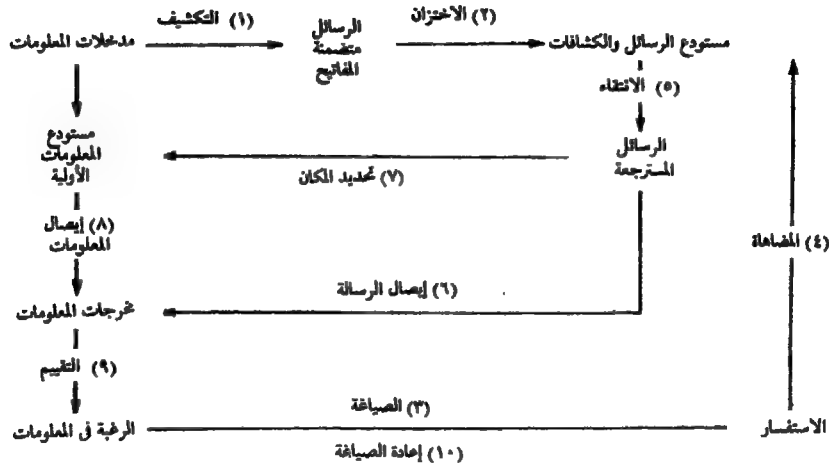 (١) التكشيف
(٢) الاختزان
مدخلات المعلومات
الرسائل
متضمنة
المفاتيح
مستودع الرسائل والكشافات
(٥) الانتقاء
مستودع
المعلومات
الأولية
الرسائل
المسترجعة
(٧) تحديد المكان
(٨) إيصال
المعلومات
(٤) المضاهاة
(٦) إيصال الرسالة
مخرجات المعلومات
(٩) التقييم
(٣) الصياغة
الرغبة فى المعلومات
الاستفسار
(١٠) إعادة الصياغة